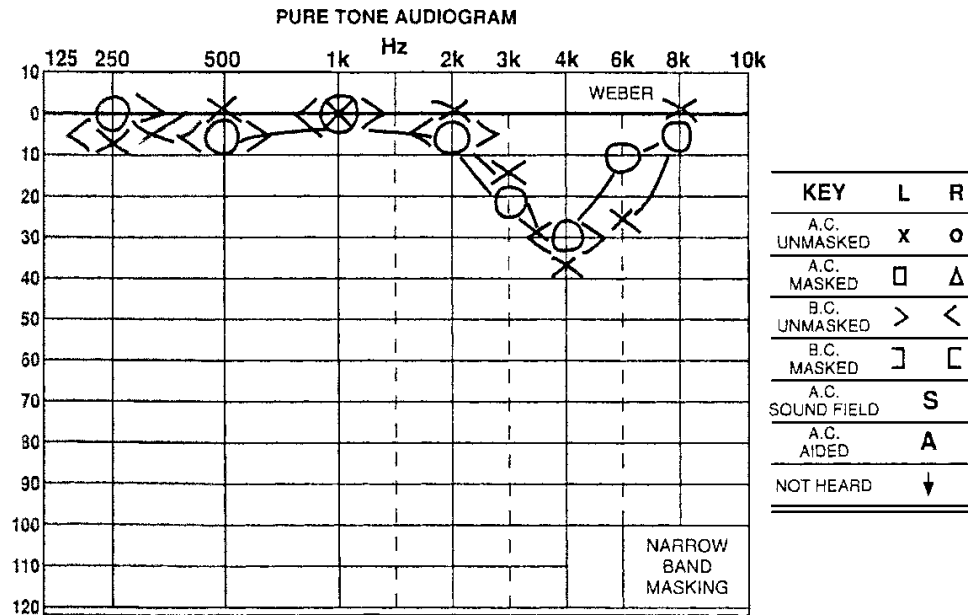 PURE TONE AUDIOGRAM
Hz
125 250 500 1k 2k 3k 4k 6k 8k 10k
10
0
10
20
30
40
50
60
70
80
90
100
110
120
WEBER
NARROW
BAND
MASKING
KEY L R
A.C.
UNMASKED X O
A.C.
MASKED □ Δ
B.C.
UNMASKED > <
B.C.
MASKED ] [
A.C.
SOUND FIELD S
A.C.
AIDED A
NOT HEARD ↓